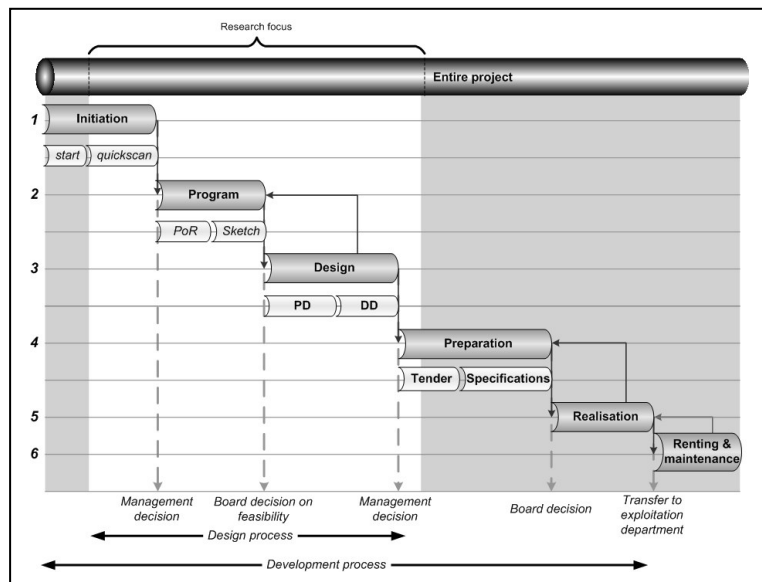 Research focus
Entire project
1
Initiation
start
quickscan
2
Program
PoR
Sketch
3
Design
PD
DD
4
Preparation
Tender
Specifications
5
Realisation
6
Renting &
maintenance
Management
decision
Board decision on
feasibility
Management
decision
Board decision
Transfer to
exploitation
department
Design process
Development process